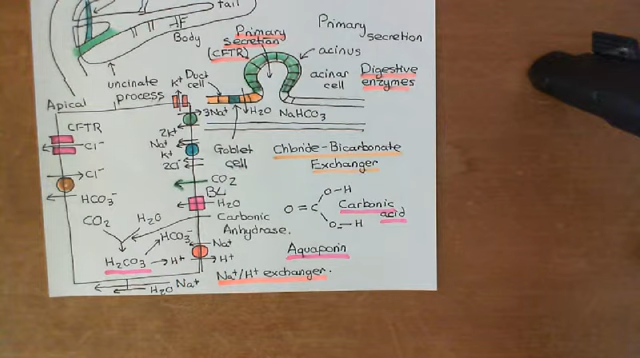 tail
Body
uncinate
process
Primary
secretion
(CFTR)
Primary
secretion
acinus
acinar
cell
Digestive
enzymes
Duct
cell
H2O
NaHCO3
Goblet
cell
Chloride-Bicarbonate
Exchanger
Apical
K+
3Na+
2K+
Na+
K+
2Cl-
CFTR
Cl-
Cl-
HCO3-
CO2
BL
H2O
Carbonic
Anhydrase.
CO2
H2O
HCO3-
H2CO3
H+
Na+
H+
H2O
Na+
Na+/H+ exchanger.
O=C
O-H
O-H
Carbonic
acid
Aquaporin